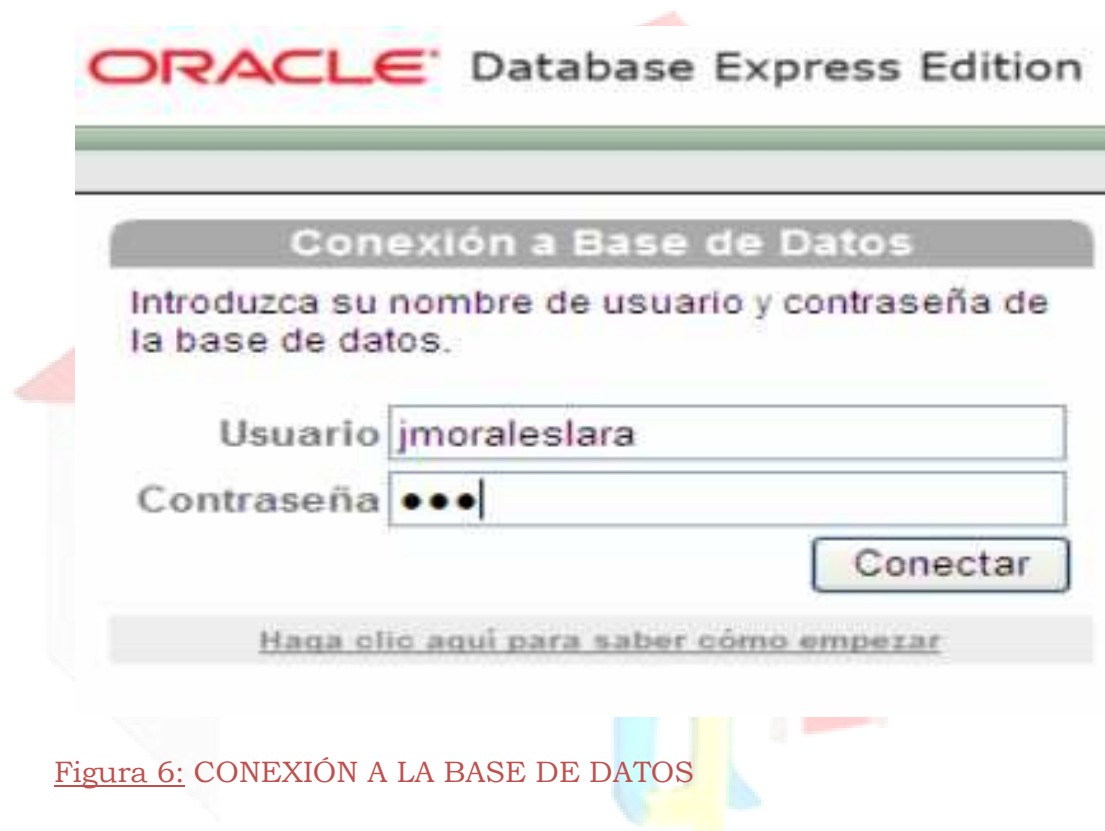 ORACLE Database Express Edition
Conexión a Base de Datos
Introduzca su nombre de usuario y contraseña de
la base de datos.
Usuario jmoraleslara
Contraseña •••
Conectar
Haga clic aquí para saber cómo empezar
Figura 6: CONEXIÓN A LA BASE DE DATOS